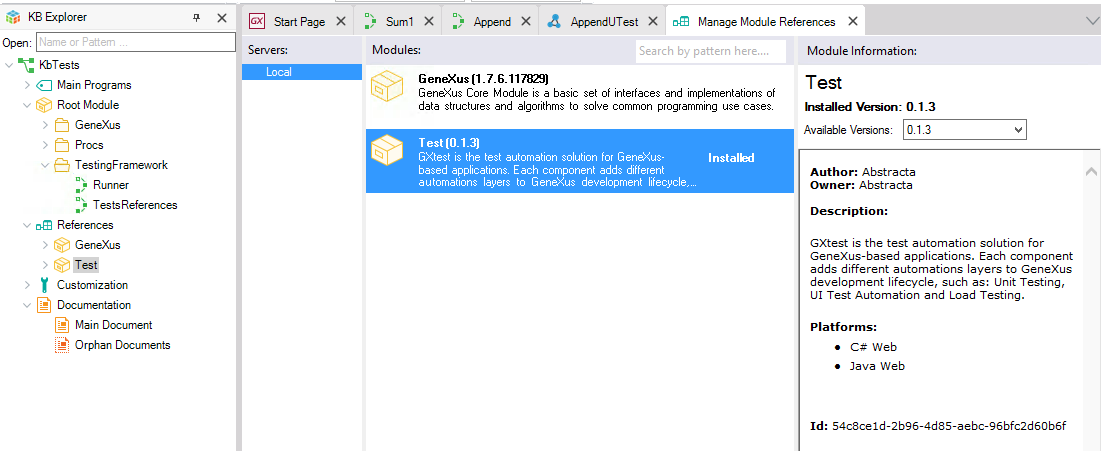 KB Explorer
Open: Name or Pattern ...
KbTests
Main Programs
Root Module
GeneXus
Procs
TestingFramework
Runner
TestsReferences
References
GeneXus
Test
Customization
Documentation
Main Document
Orphan Documents
GX Start Page
Sum1
Append
AppendUTest
Manage Module References
Servers:
Local
Modules:
Search by pattern here....
GeneXus (1.7.6.117829)
GeneXus Core Module is a basic set of interfaces and implementations of
data structures and algorithms to solve common programming use cases.
Test (0.1.3)
GXtest is the test automation solution for GeneXus-
based applications. Each component adds different
automations layers to GeneXus development lifecycle,...
Installed
Module Information:
Test
Installed Version: 0.1.3
Available Versions: 0.1.3
Author: Abstracta
Owner: Abstracta
Description:
GXtest is the test automation solution for
GeneXus-based applications. Each component
adds different automations layers to GeneXus
development lifecycle, such as: Unit Testing,
UI Test Automation and Load Testing.
Platforms:
• C# Web
• Java Web
Id: 54c8ce1d-2b96-4d85-aebc-96bfc2d60b6f